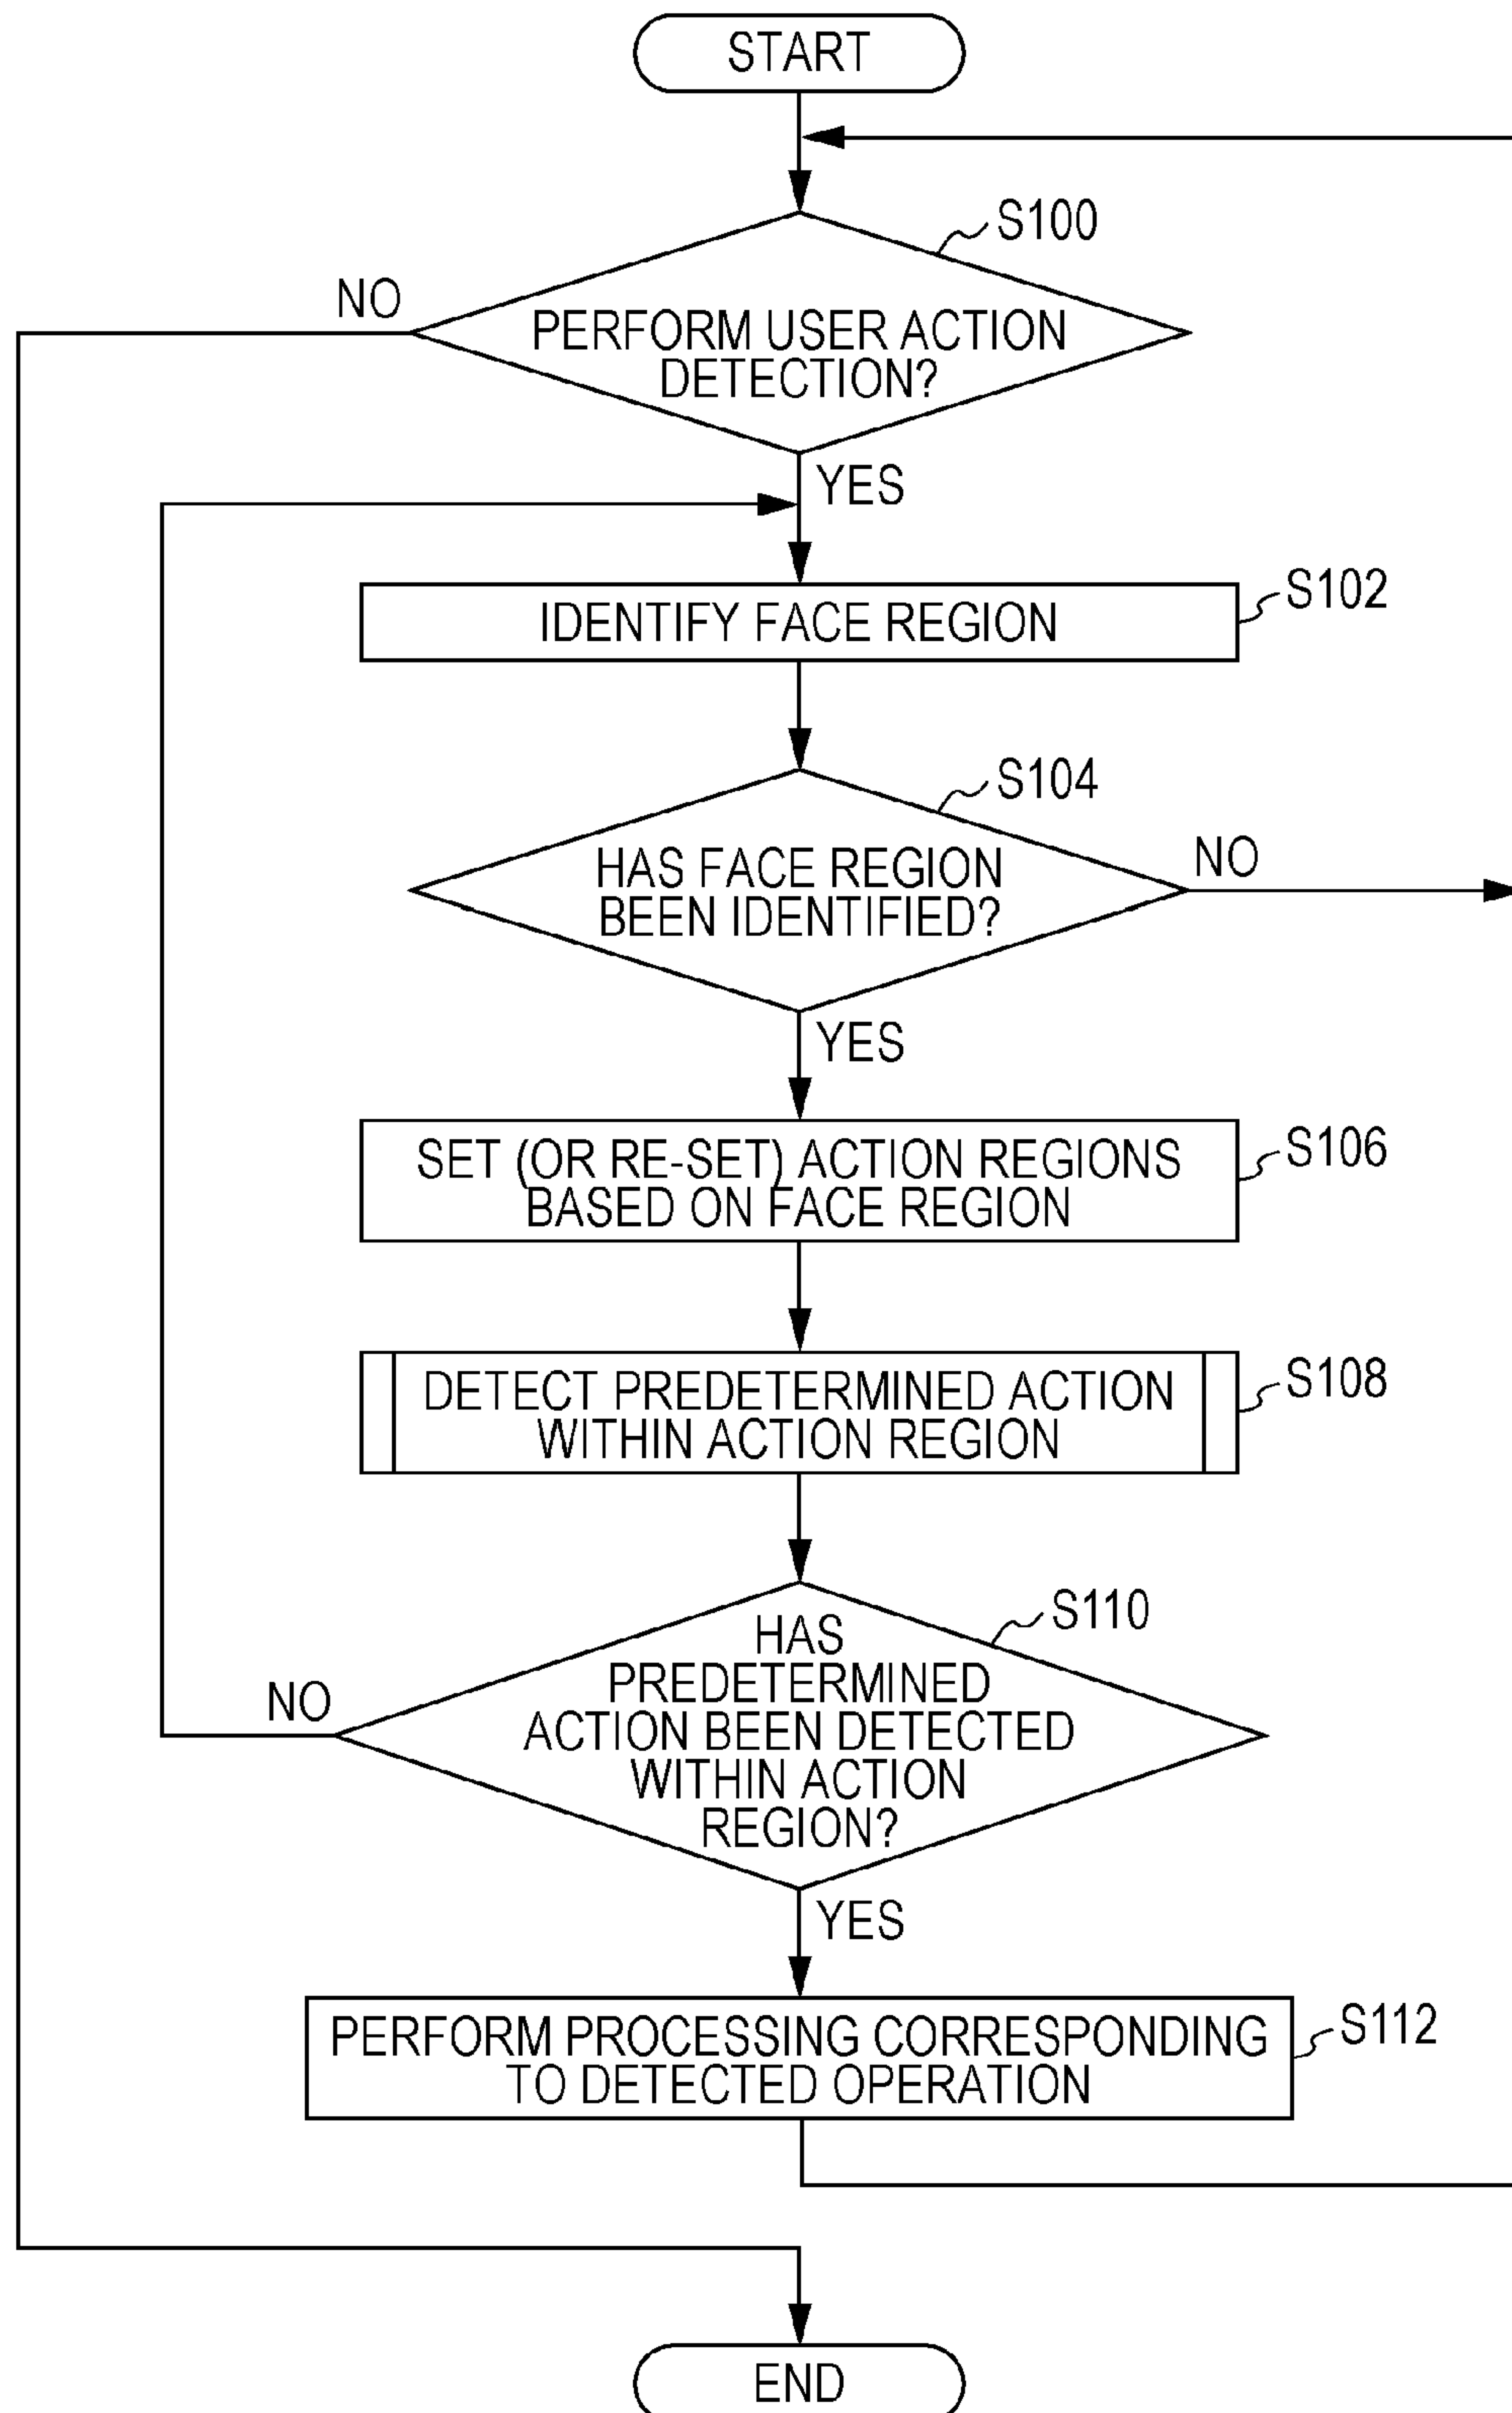 START
S100
NO
PERFORM USER ACTION
DETECTION?
YES
IDENTIFY FACE REGION
S102
S104
HAS FACE REGION
BEEN IDENTIFIED?
NO
YES
SET (OR RE-SET) ACTION REGIONS
BASED ON FACE REGION
S106
DETECT PREDETERMINED ACTION
WITHIN ACTION REGION
S108
S110
HAS
PREDETERMINED
ACTION BEEN DETECTED
WITHIN ACTION
REGION?
NO
YES
PERFORM PROCESSING CORRESPONDING
TO DETECTED OPERATION
S112
END